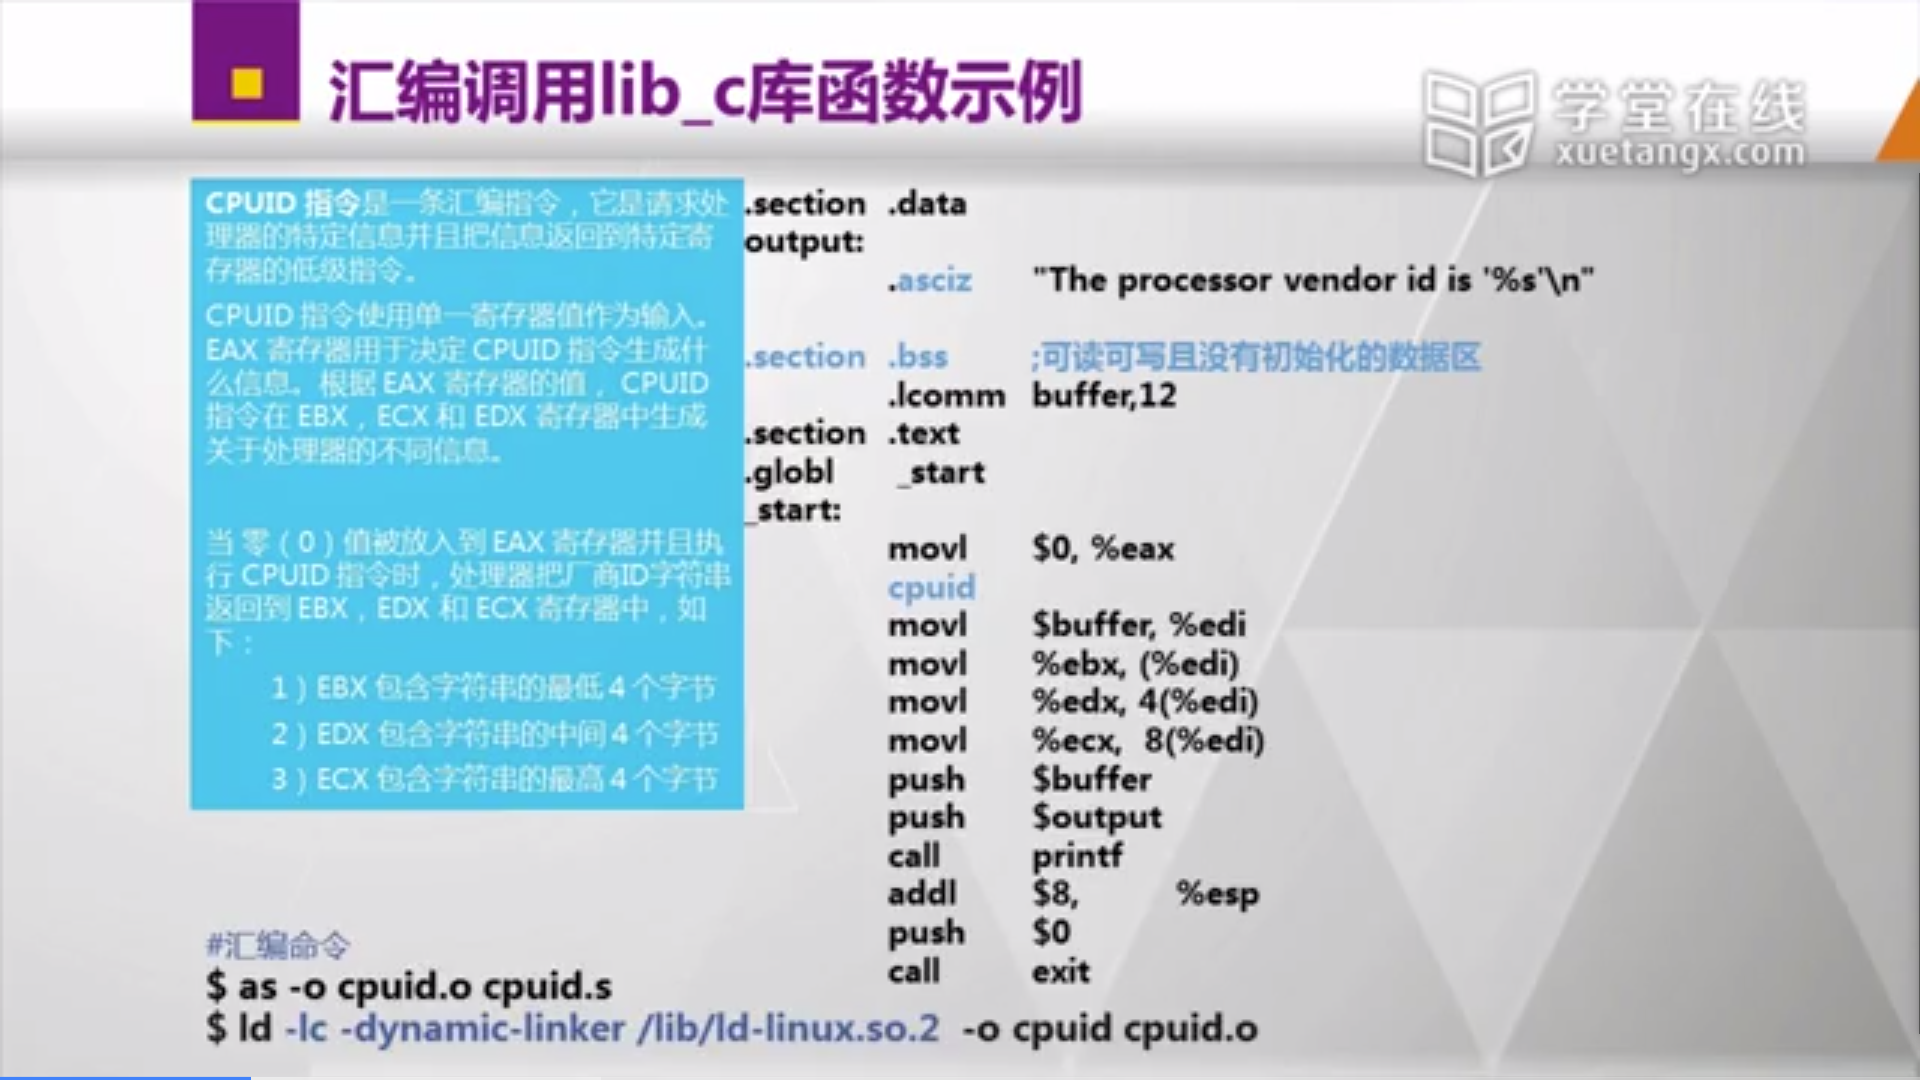 汇编调用lib_c库函数示例
学堂在线
xuetangx.com
CPUID 指令是一条汇编指令，它是请求处
理器的特定信息并且把信息返回到特定寄
存器的低级指令。
CPUID 指令使用单一寄存器值作为输入。
EAX 寄存器用于决定 CPUID 指令生成什
么信息。根据 EAX 寄存器的值， CPUID
指令在 EBX，ECX 和 EDX 寄存器中生成
关于处理器的不同信息。
当 零（0）值被放入到 EAX 寄存器并且执
行 CPUID 指令时，处理器把厂商ID字符串
返回到 EBX，EDX 和 ECX 寄存器中，如
下：
1）EBX 包含字符串的最低 4 个字节
2）EDX 包含字符串的中间 4 个字节
3）ECX 包含字符串的最高 4 个字节
.section .data
output:
.asciz "The processor vendor id is '%s'\n"
.section .bss ;可读可写且没有初始化的数据区
.lcomm buffer,12
.section .text
.globl _start
_start:
movl $0, %eax
cpuid
movl $buffer, %edi
movl %ebx, (%edi)
movl %edx, 4(%edi)
movl %ecx, 8(%edi)
push $buffer
push $output
call printf
addl $8, %esp
push $0
call exit
#汇编命令
$ as -o cpuid.o cpuid.s
$ ld -lc -dynamic-linker /lib/ld-linux.so.2 -o cpuid cpuid.o